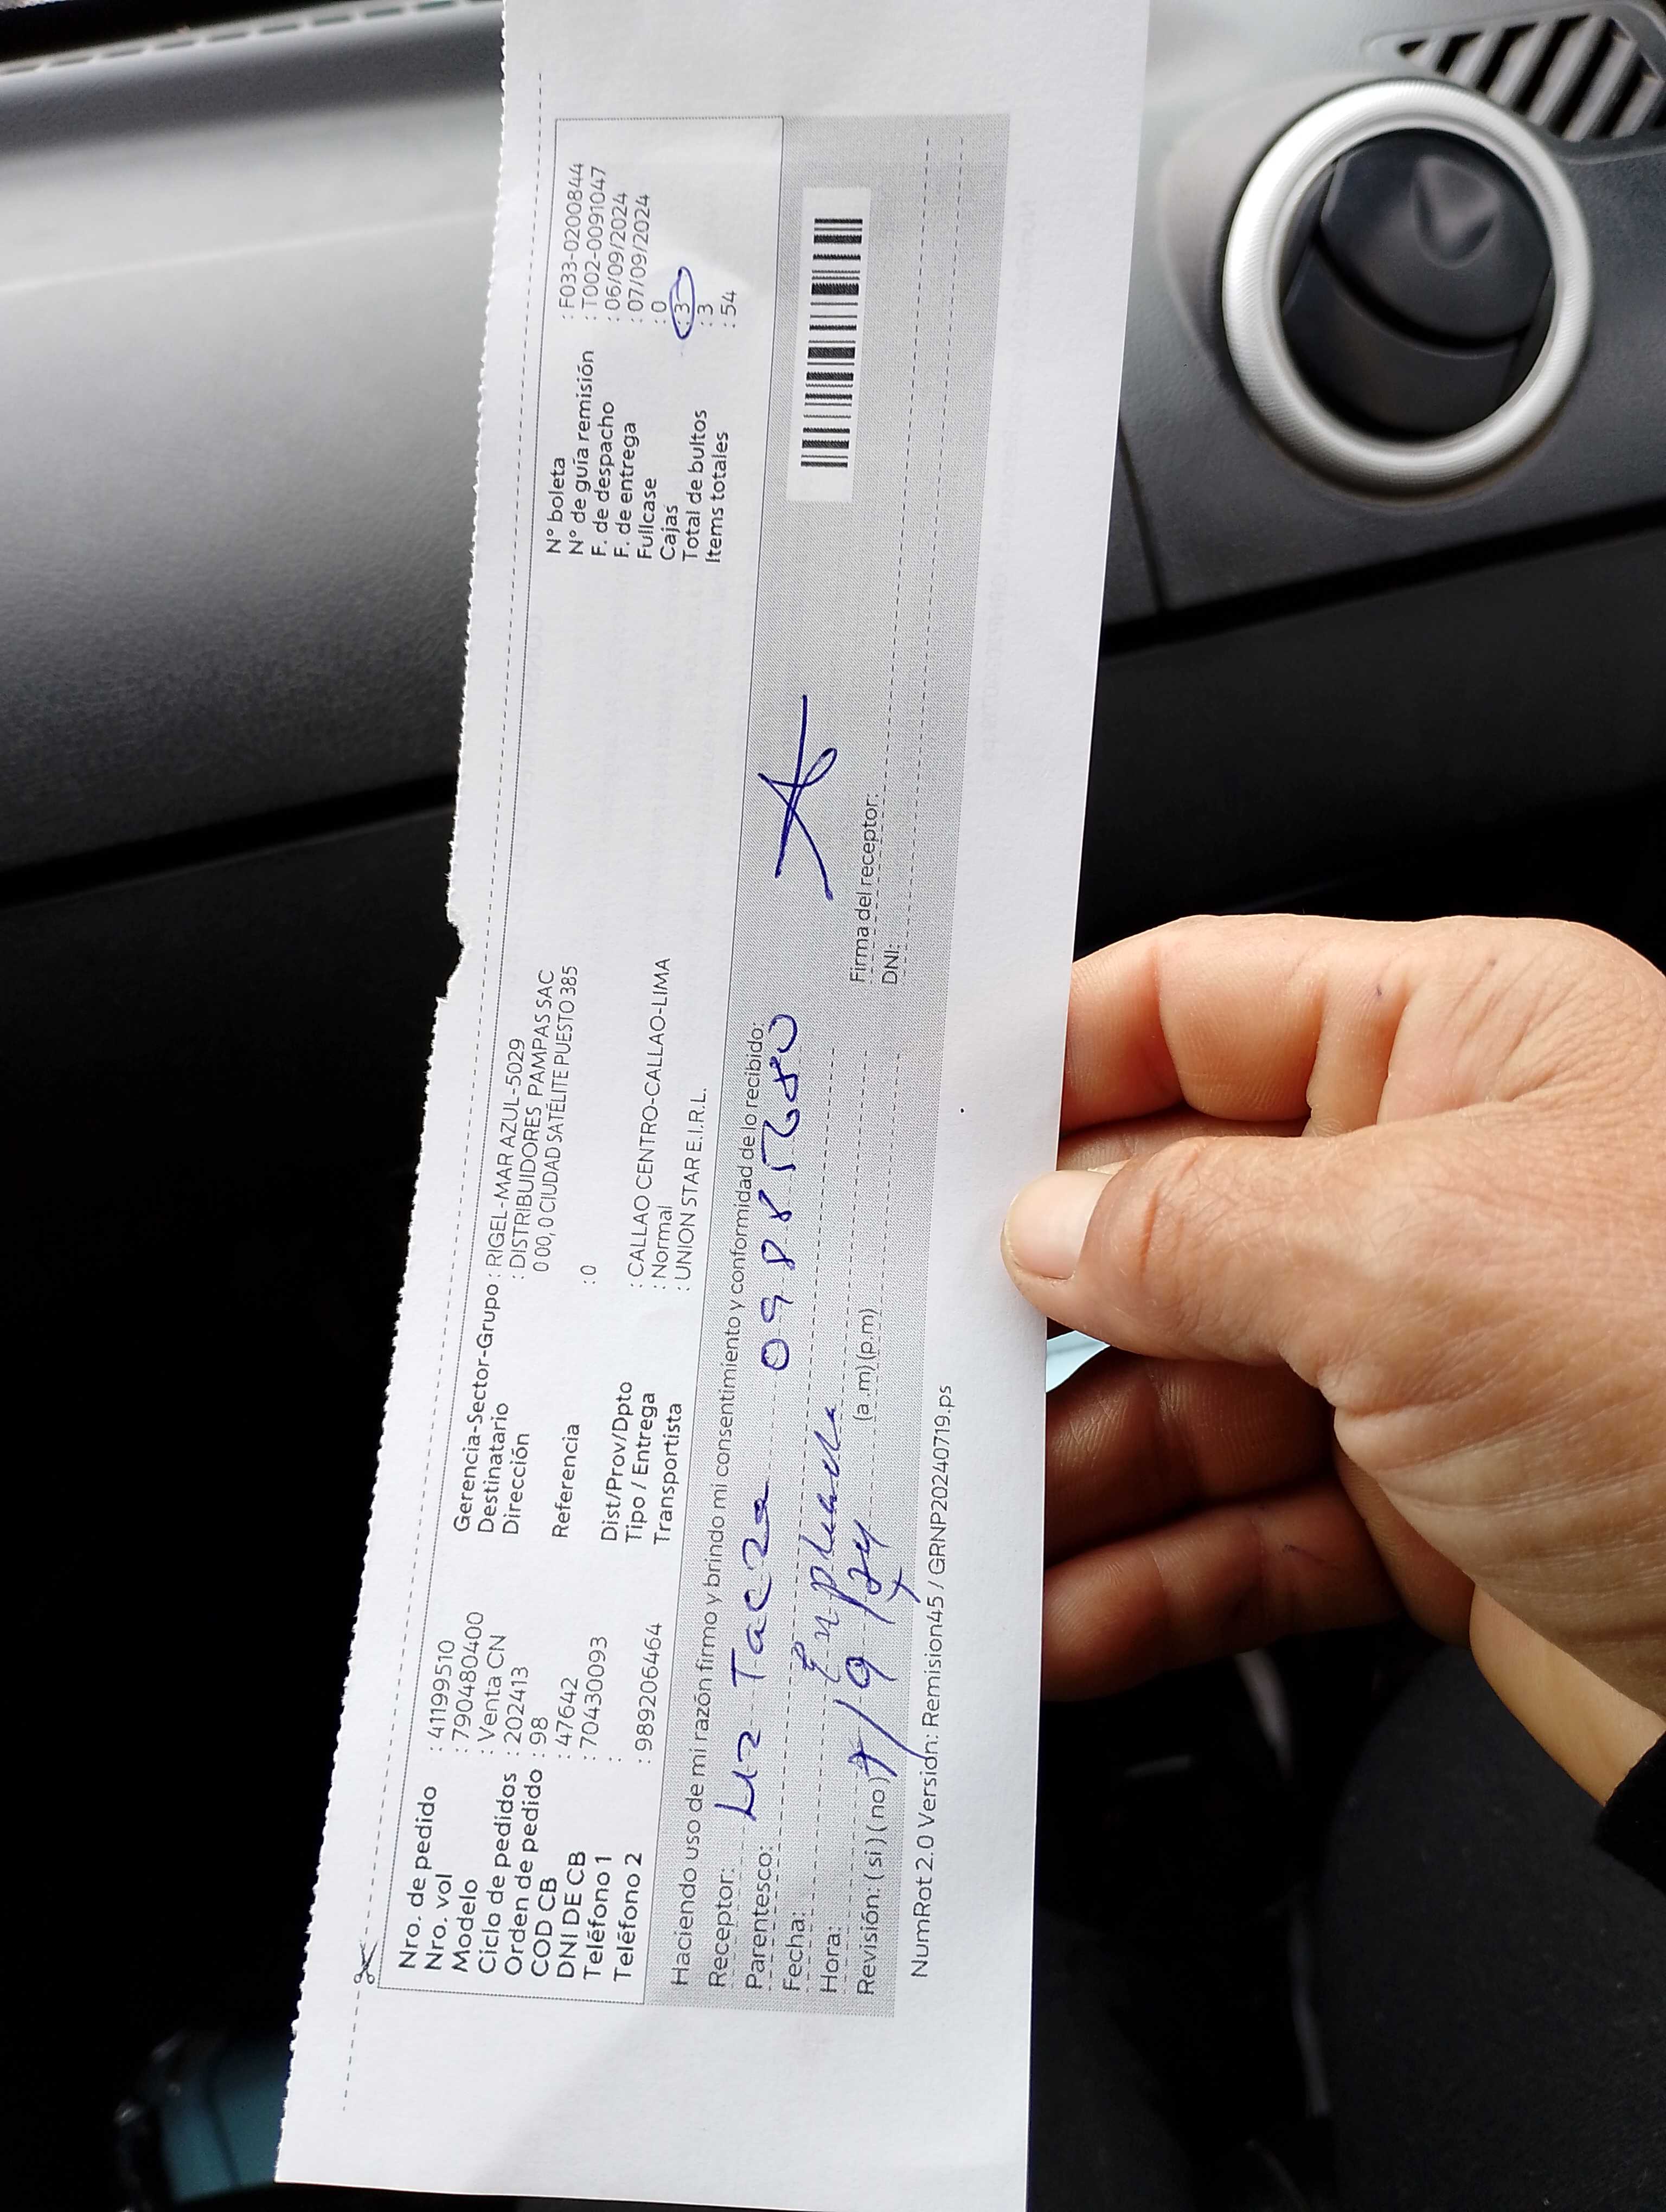 Nro. de pedido : 41199510
Nro. vol : 790480400
Modelo : Venta CN
Ciclo de pedidos : 202413
Orden de pedido : 98
COD CB : 47642
DNI DE CB : 70430093
Teléfono 1 :
Teléfono 2 : 989206464
Gerencia-Sector-Grupo : RIGEL-MAR AZUL-5029
Destinatario : DISTRIBUIDORES PAMPAS SAC
Dirección 0 00, 0 CIUDAD SATÉLITE PUESTO 385
Referencia : 0
Dist/Prov/Dpto : CALLAO CENTRO-CALLAO-LIMA
Tipo / Entrega : Normal
Transportista : UNION STAR E.I.R.L.
N° boleta : F033-0200844
N° de guía remisión : T002-0091047
F. de despacho : 06/09/2024
F. de entrega : 07/09/2024
Fullcase : 0
Cajas : 3
Total de bultos : 3
Items totales : 54
Haciendo uso de mi razón firmo y brindo mi consentimiento y conformidad de lo recibido:
Receptor: Luz Tacza
Parentesco:
Fecha: 7/9/24
Hora: (a.m) (p.m)
Revisión: ( si ) ( no )
Firma del receptor:
DNI:
NumRot 2.0 Versión: Remision45 / GRNP20240719.ps